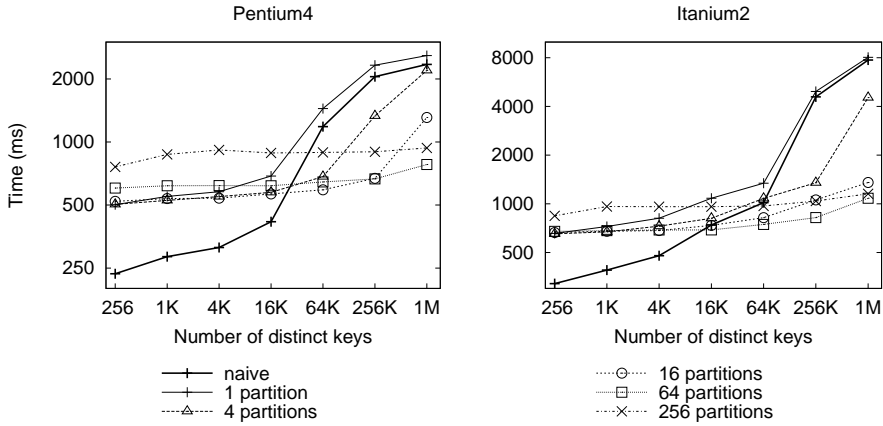 Pentium4
Itanium2
Time (ms)
2000
1000
500
250
256 1K 4K 16K 64K 256K 1M
Number of distinct keys
8000
4000
2000
1000
500
256 1K 4K 16K 64K 256K 1M
Number of distinct keys
naive
1 partition
4 partitions
16 partitions
64 partitions
256 partitions